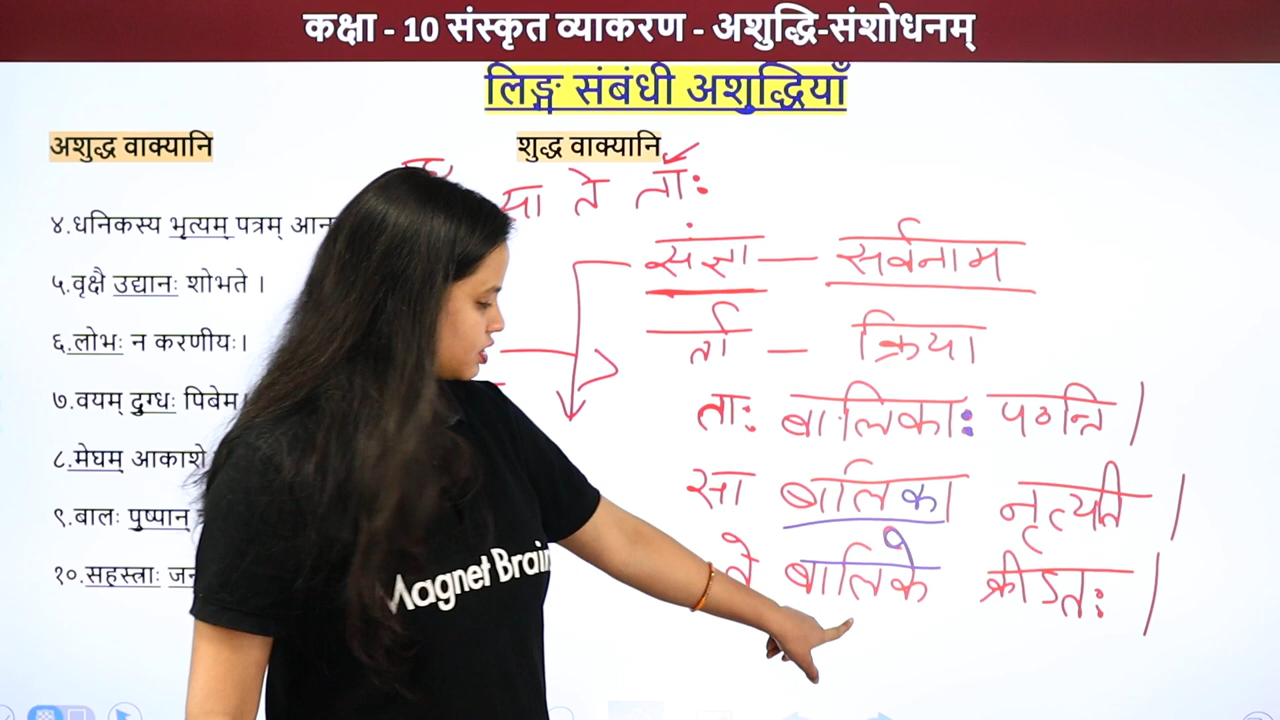 कक्षा - 10 संस्कृत व्याकरण - अशुद्धि-संशोधनम्
लिङ्ग संबंधी अशुद्धियाँ
अशुद्ध वाक्यानि
शुद्ध वाक्यानि
ते ताः
४.धनिकस्य भृत्यम् पत्रम्
५.वृक्षै उद्यानः शोभते ।
६.लोभः न करणीयः।
७.वयम् दुग्धः पिबेम
८.मेघम् आकाशे
९.बालः पुष्पान्
१०.सहस्त्राः
संज्ञा — सर्वनाम
र्ता — क्रिया
ताः बालिकाः पठन्ति |
सा बालिका नृत्यति |
ते बालिके क्रीडतः |
Magnet Brain